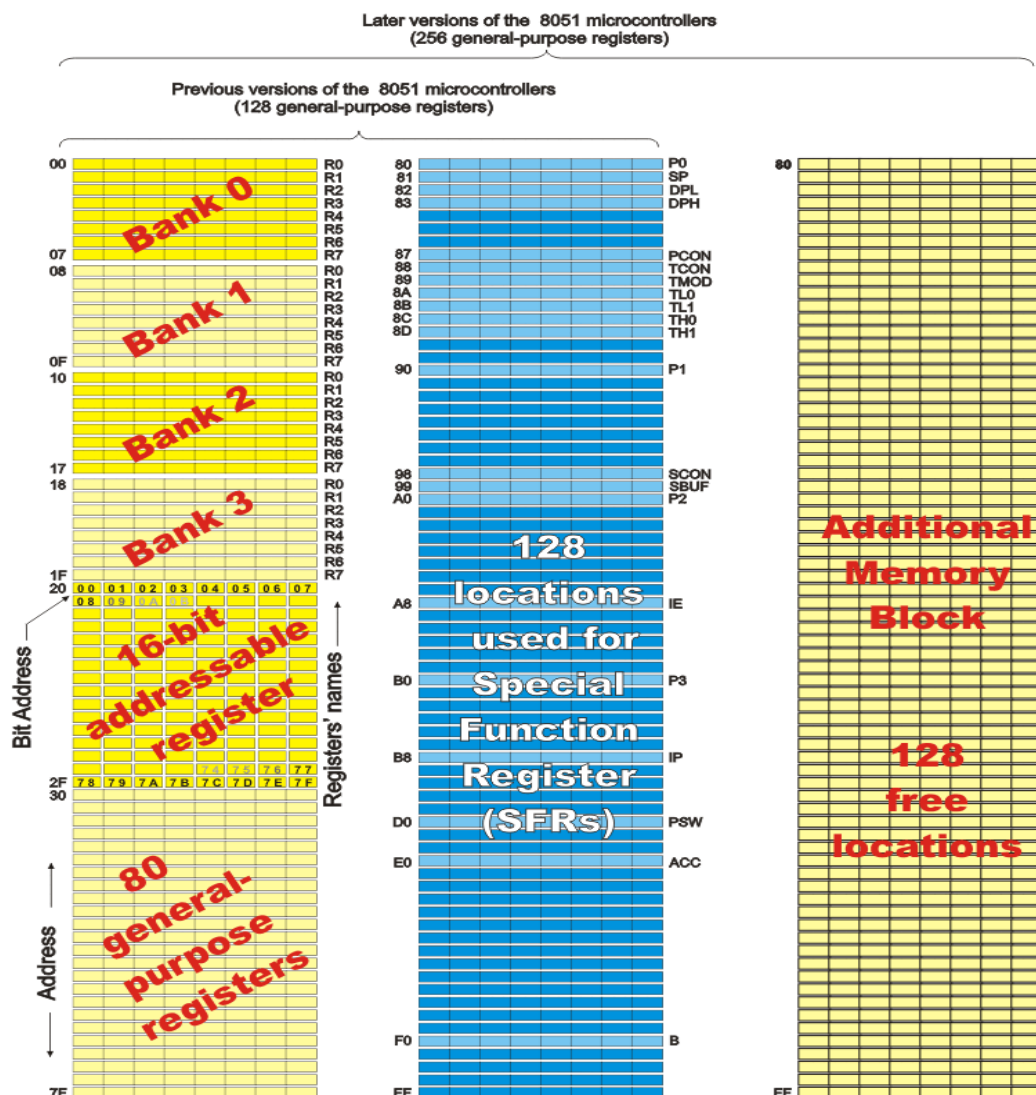 Later versions of the 8051 microcontrollers
(256 general-purpose registers)
Previous versions of the 8051 microcontrollers
(128 general-purpose registers)
00
R0
R1
R2
R3
R4
R5
R6
07
R7
Bank 0
08
R0
R1
R2
R3
R4
R5
R6
0F
R7
Bank 1
10
R0
R1
R2
R3
R4
R5
R6
17
R7
Bank 2
18
R0
R1
R2
R3
R4
R5
R6
1F
R7
Bank 3
20 00 01 02 03 04 05 06 07
08 09 0A 0B
16-bit
addressable
register
74 75 76 77
2F 78 79 7A 7B 7C 7D 7E 7F
30
Bit Address
Registers' names
80
general-
purpose
registers
Address
7F
80 P0
81 SP
82 DPL
83 DPH
87 PCON
88 TCON
89 TMOD
8A TL0
8B TL1
8C TH0
8D TH1
90 P1
98 SCON
99 SBUF
A0 P2
A8 IE
B0 P3
B8 IP
D0 PSW
E0 ACC
F0 B
FF
128
locations
used for
Special
Function
Register
(SFRs)
80
Additional
Memory
Block
128
free
locations
FF